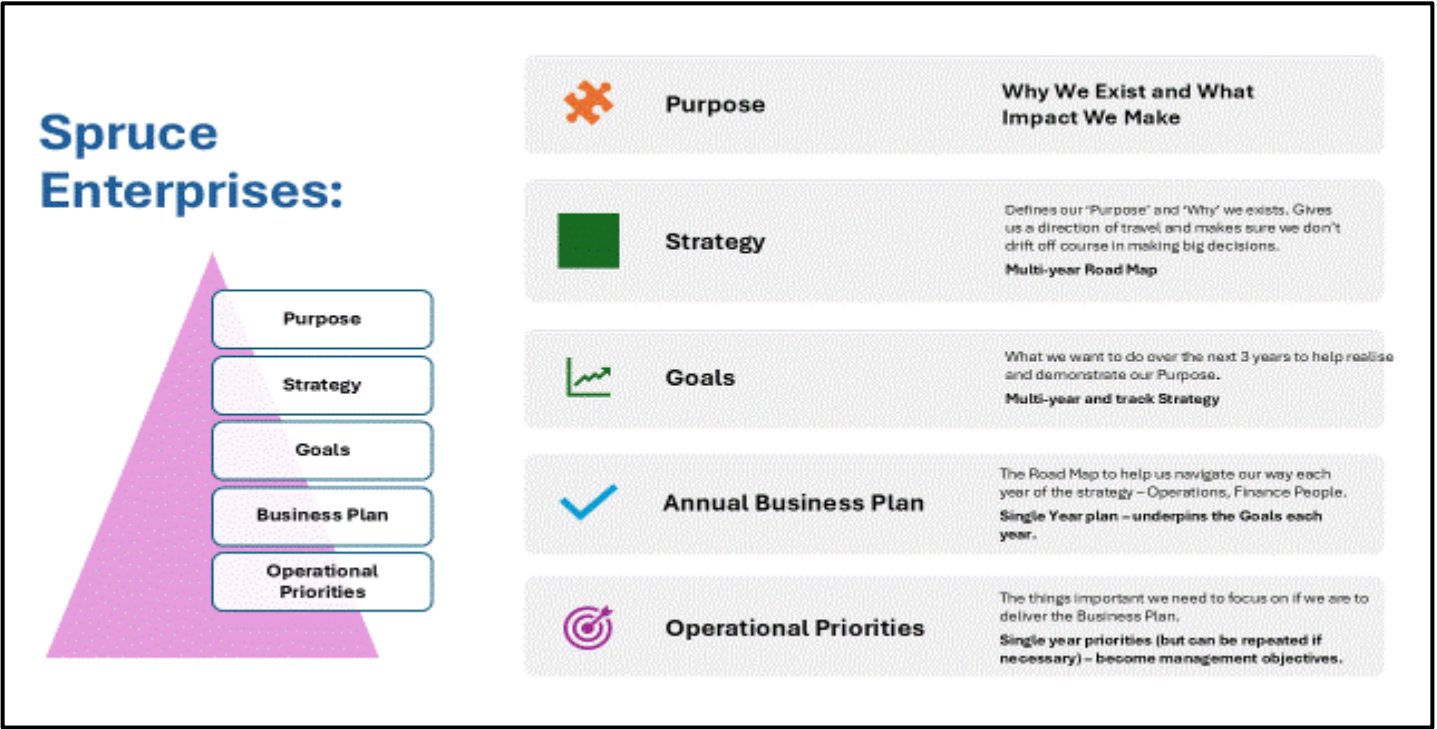 Spruce
Enterprises:
Purpose
Strategy
Goals
Business Plan
Operational
Priorities
Purpose
Why We Exist and What
Impact We Make
Strategy
Defines our 'Purpose' and 'Why' we exists. Gives
us a direction of travel and makes sure we don't
drift off course in making big decisions.
Multi-year Road Map
Goals
What we want to do over the next 3 years to help realise
and demonstrate our Purpose.
Multi-year and track Strategy
Annual Business Plan
The Road Map to help us navigate our way each
year of the strategy – Operations, Finance People.
Single Year plan – underpins the Goals each
year.
Operational Priorities
The things important we need to focus on if we are to
deliver the Business Plan.
Single year priorities (but can be repeated if
necessary) – become management objectives.